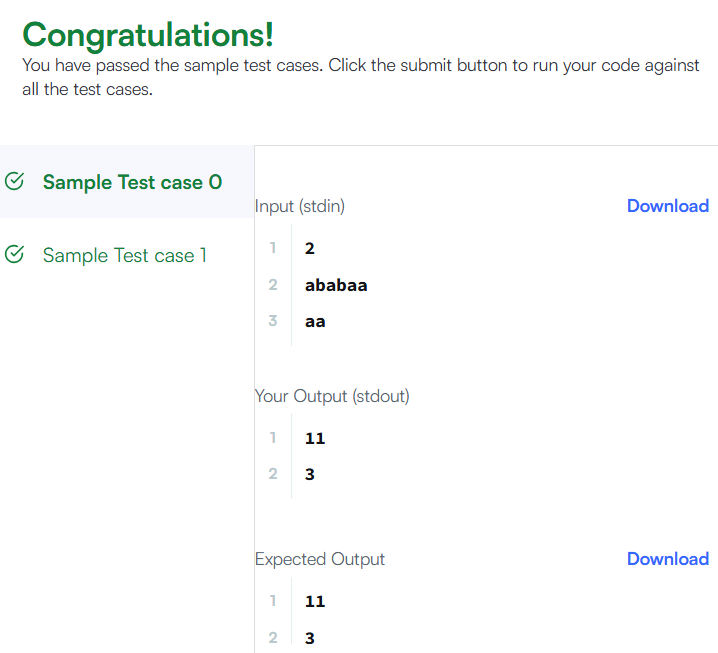 Congratulations!
You have passed the sample test cases. Click the submit button to run your code against
all the test cases.
Sample Test case 0
Sample Test case 1
Input (stdin)
Download
1 2
2 ababaa
3 aa
Your Output (stdout)
1 11
2 3
Expected Output
Download
1 11
2 3